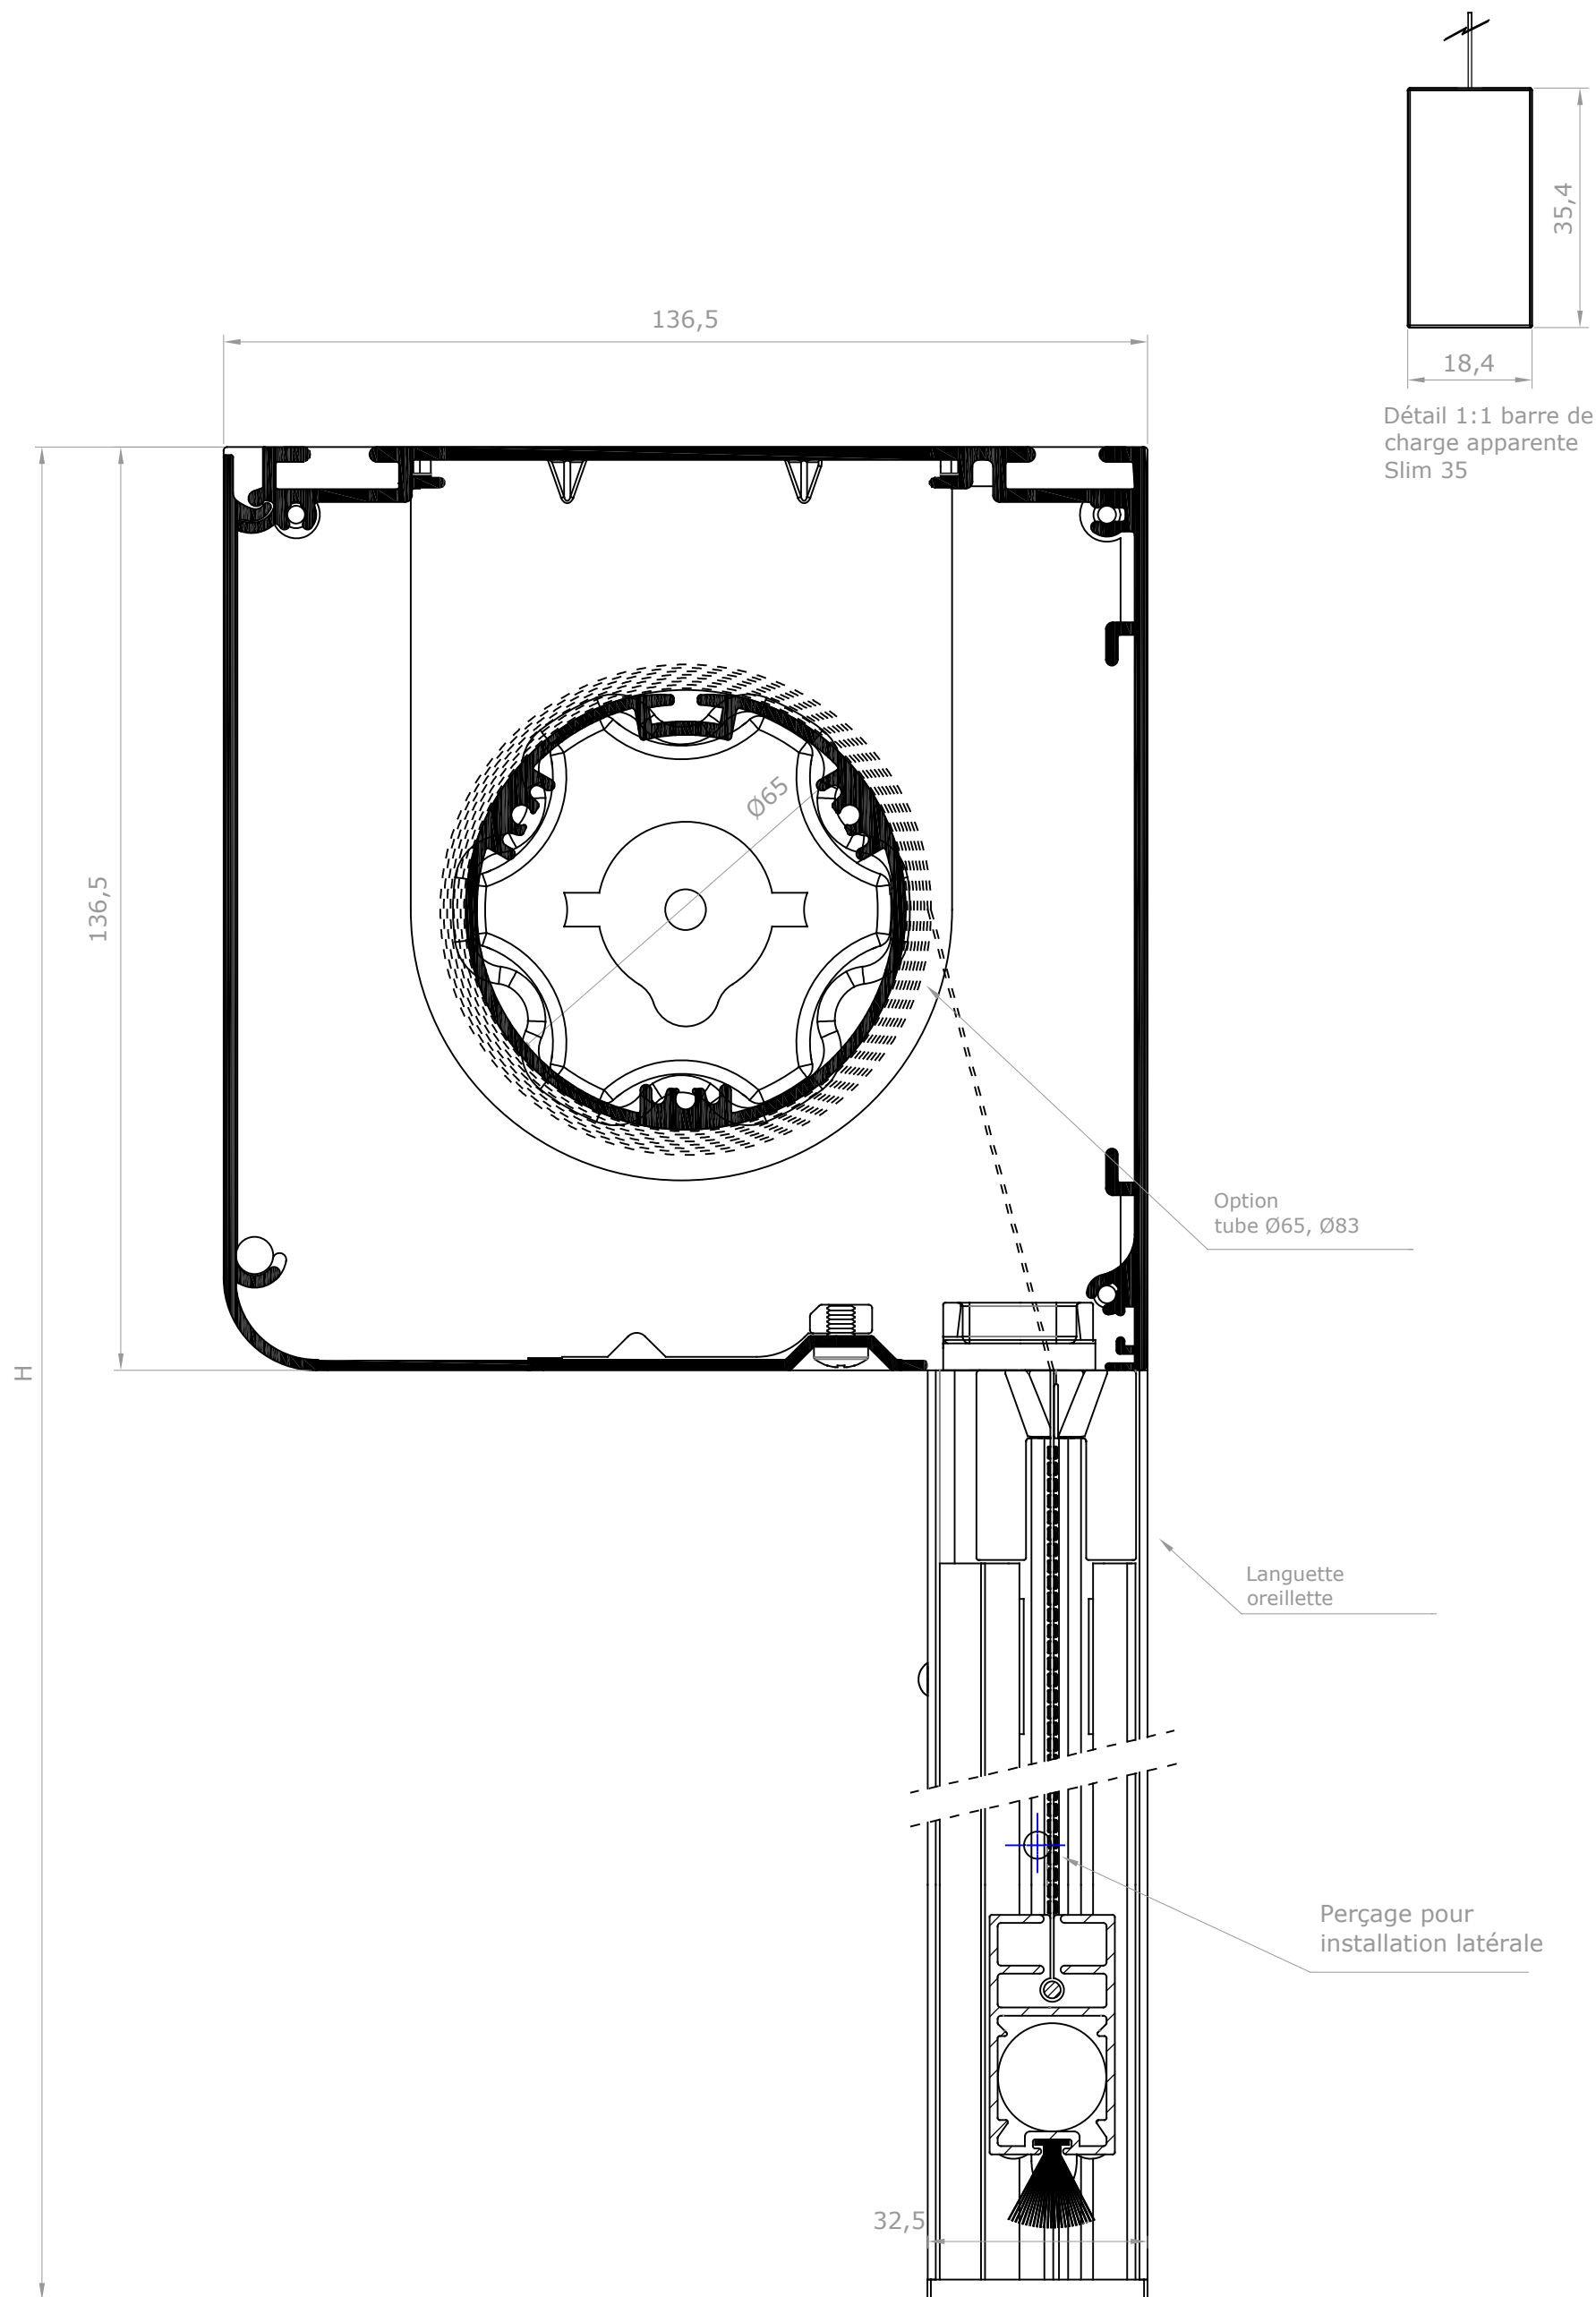 35,4
18,4
Détail 1:1 barre de
charge apparente
Slim 35
136,5
136,5
Ø65
Option
tube Ø65, Ø83
H
Languette
oreillette
Perçage pour
installation latérale
32,5